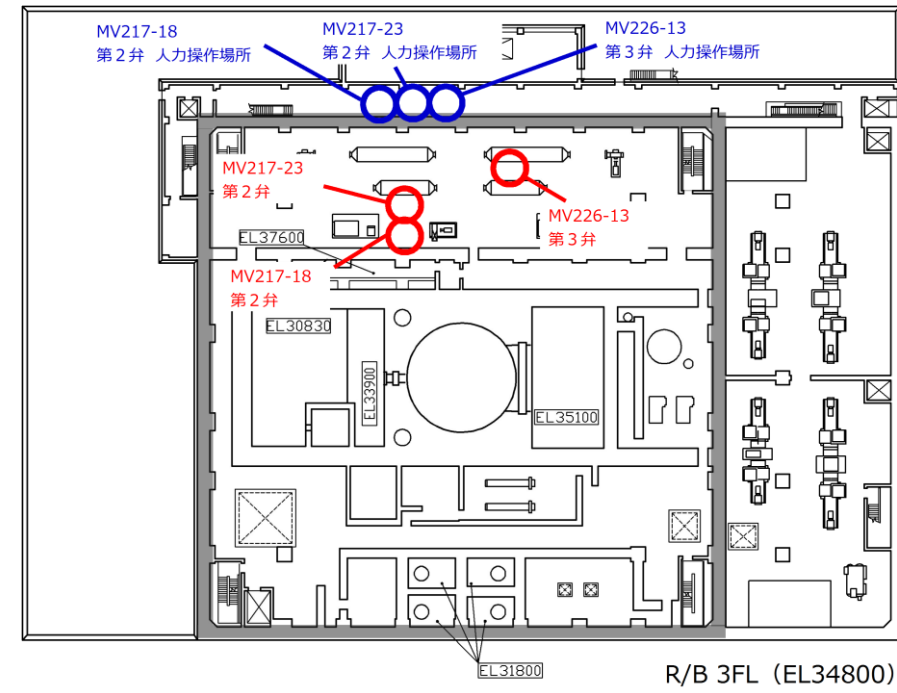 MV217-18
第２弁 人力操作場所
MV217-23
第２弁 人力操作場所
MV226-13
第３弁 人力操作場所
MV217-23
第２弁
MV226-13
第３弁
EL37600
MV217-18
第２弁
EL30830
EL33900
EL35100
EL31800
R/B 3FL（EL34800）